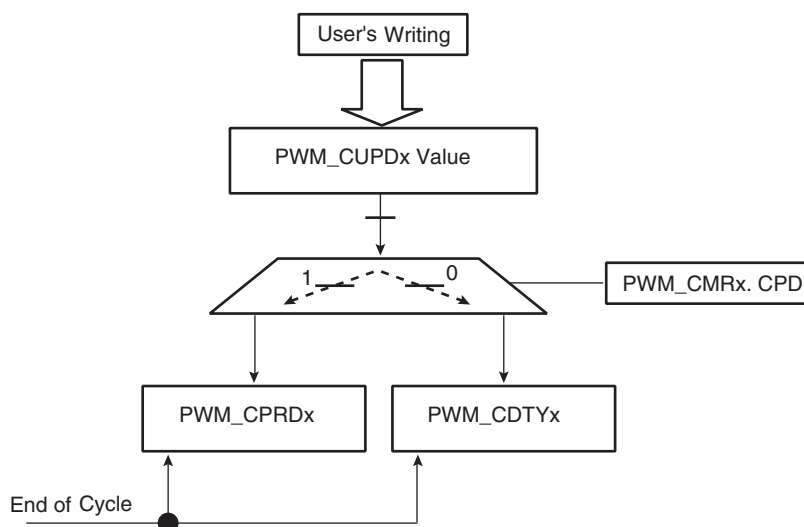 User's Writing
PWM_CUPDx Value
1
0
PWM_CMRx. CPD
PWM_CPRDx
PWM_CDTYx
End of Cycle